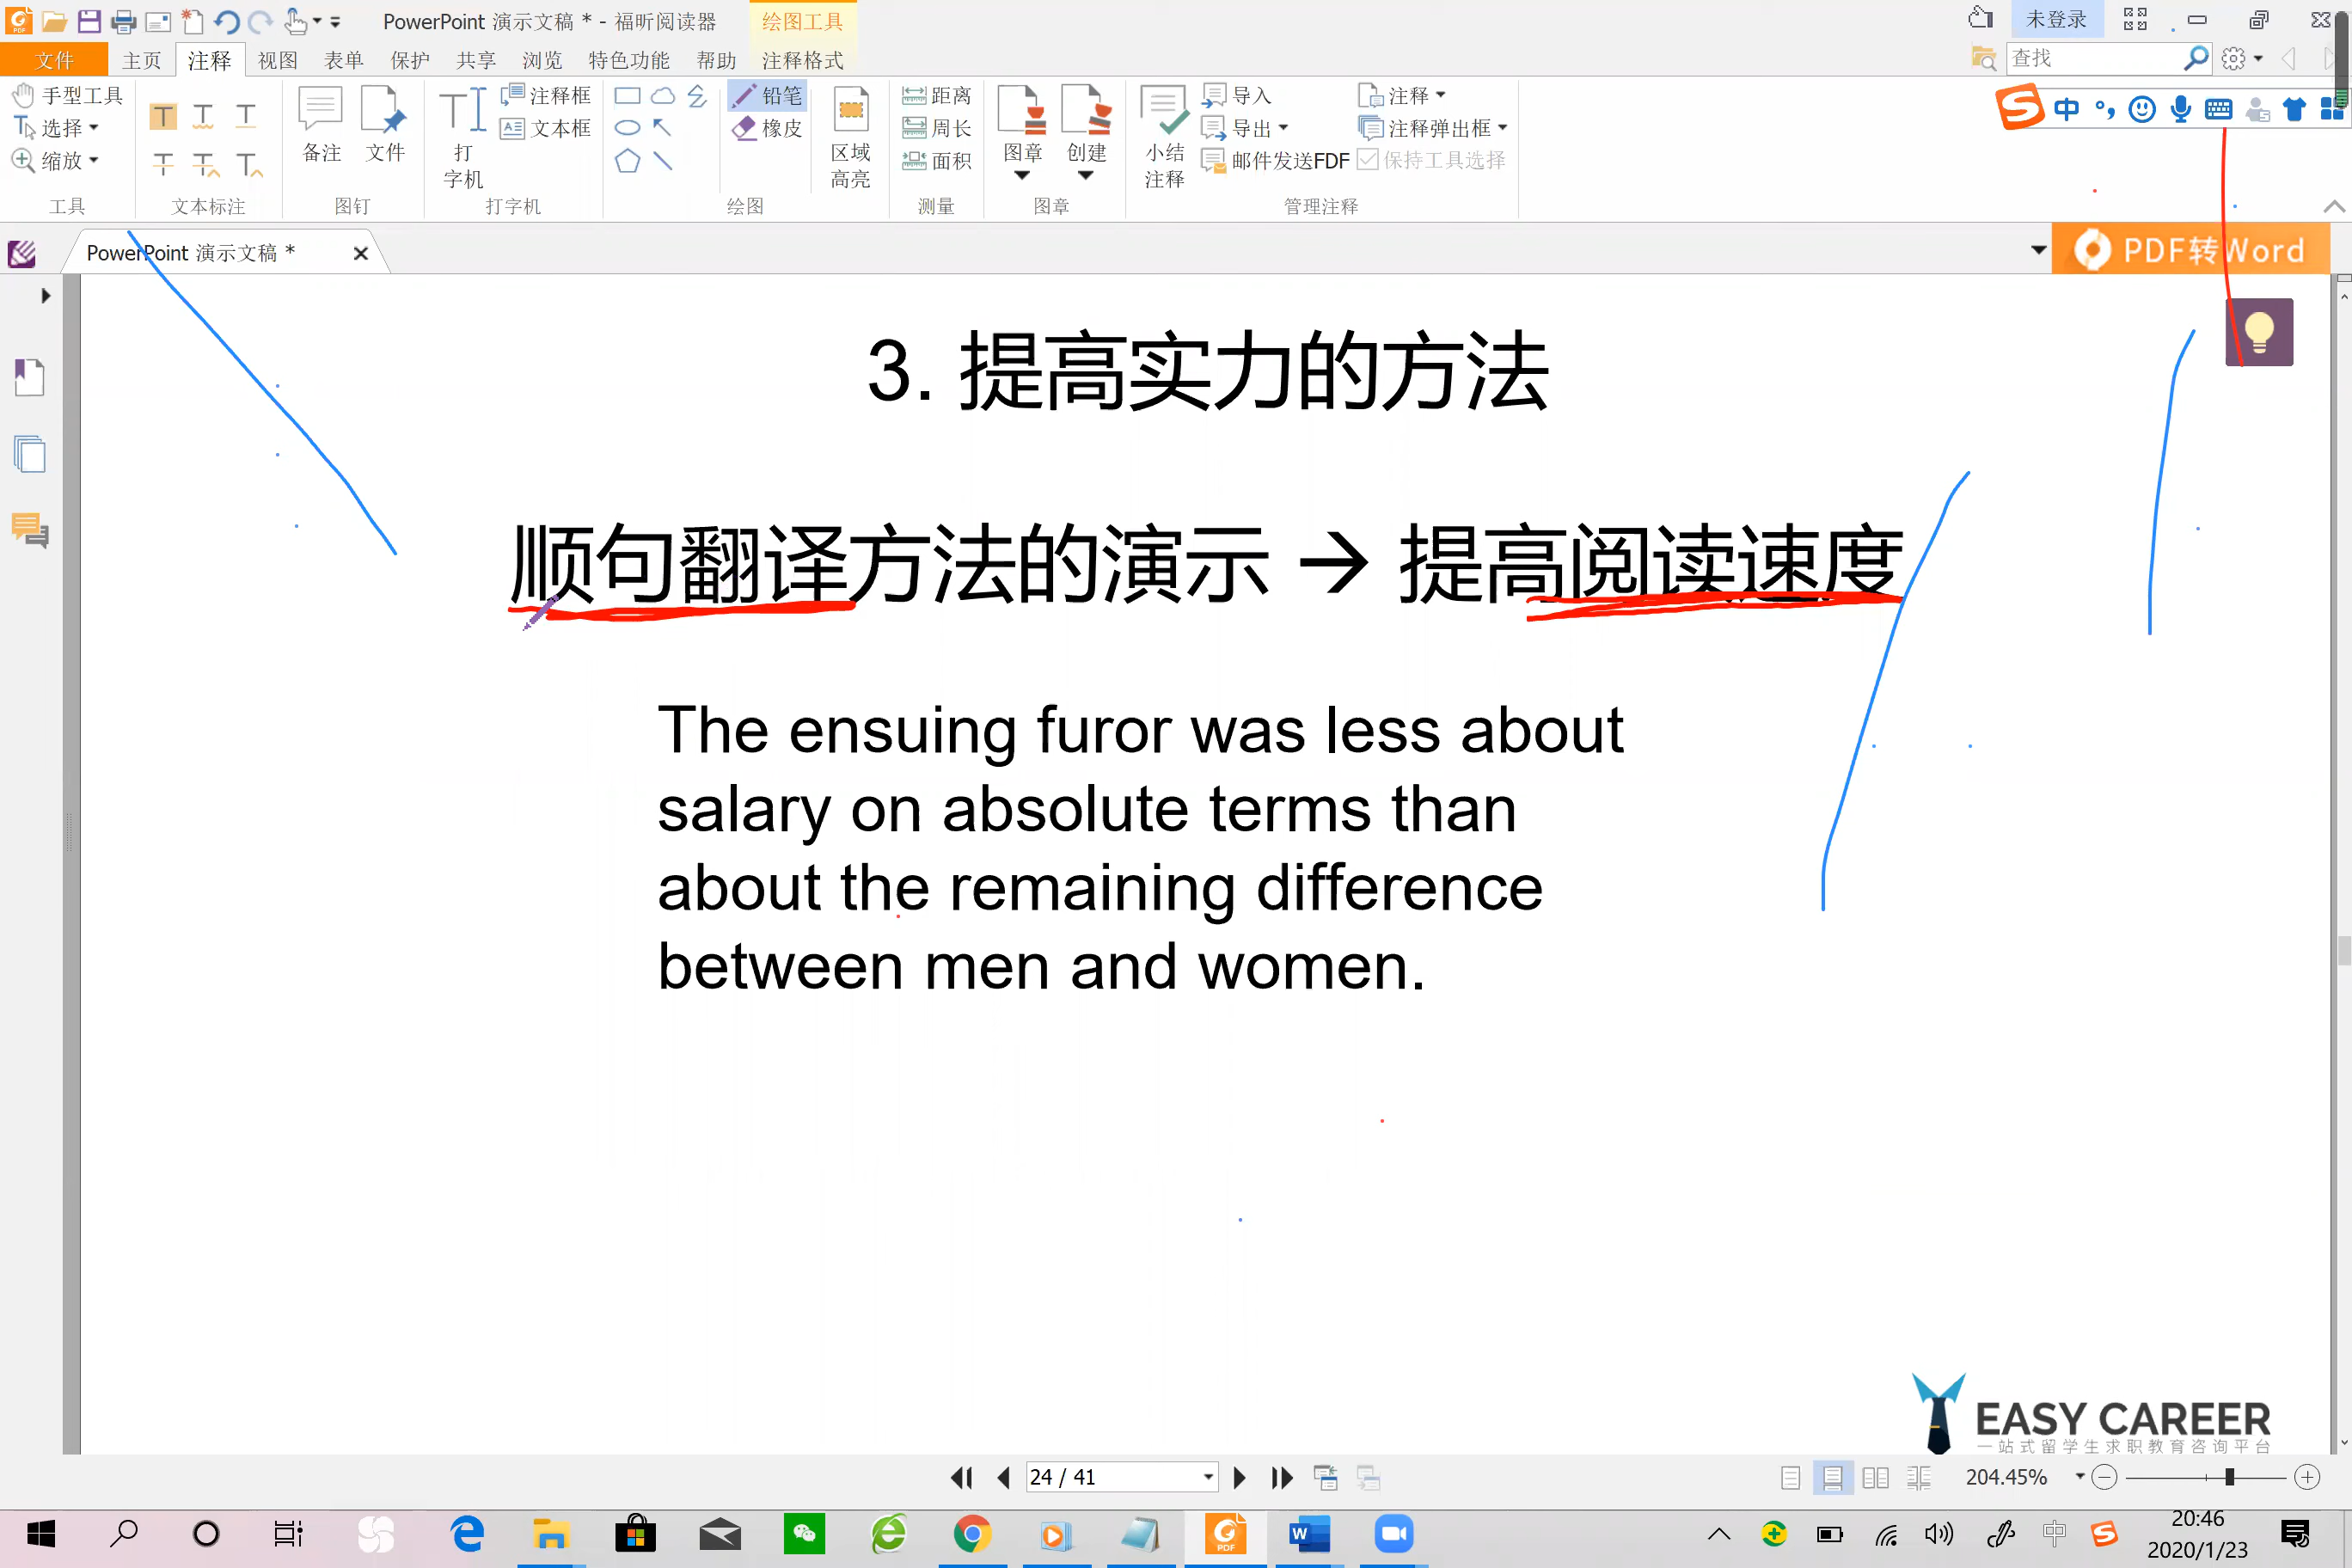 PowerPoint 演示文稿 * - 福昕阅读器
绘图工具
未登录
文件 主页 注释 视图 表单 保护 共享 浏览 特色功能 帮助 注释格式
查找
手型工具
选择
缩放
工具
文本标注
备注
文件
图钉
打
字机
注释框
文本框
打字机
铅笔
橡皮
区域
高亮
绘图
距离
周长
面积
测量
图章
创建
图章
小结
注释
导入
导出
邮件发送FDF
注释
注释弹出框
保持工具选择
管理注释
中
PowerPoint 演示文稿 *
PDF转Word
3. 提高实力的方法
顺句翻译方法的演示 → 提高阅读速度
The ensuing furor was less about
salary on absolute terms than
about the remaining difference
between men and women.
EASY CAREER
一站式留学生求职教育咨询平台
24 / 41
204.45%
中
20:46
2020/1/23